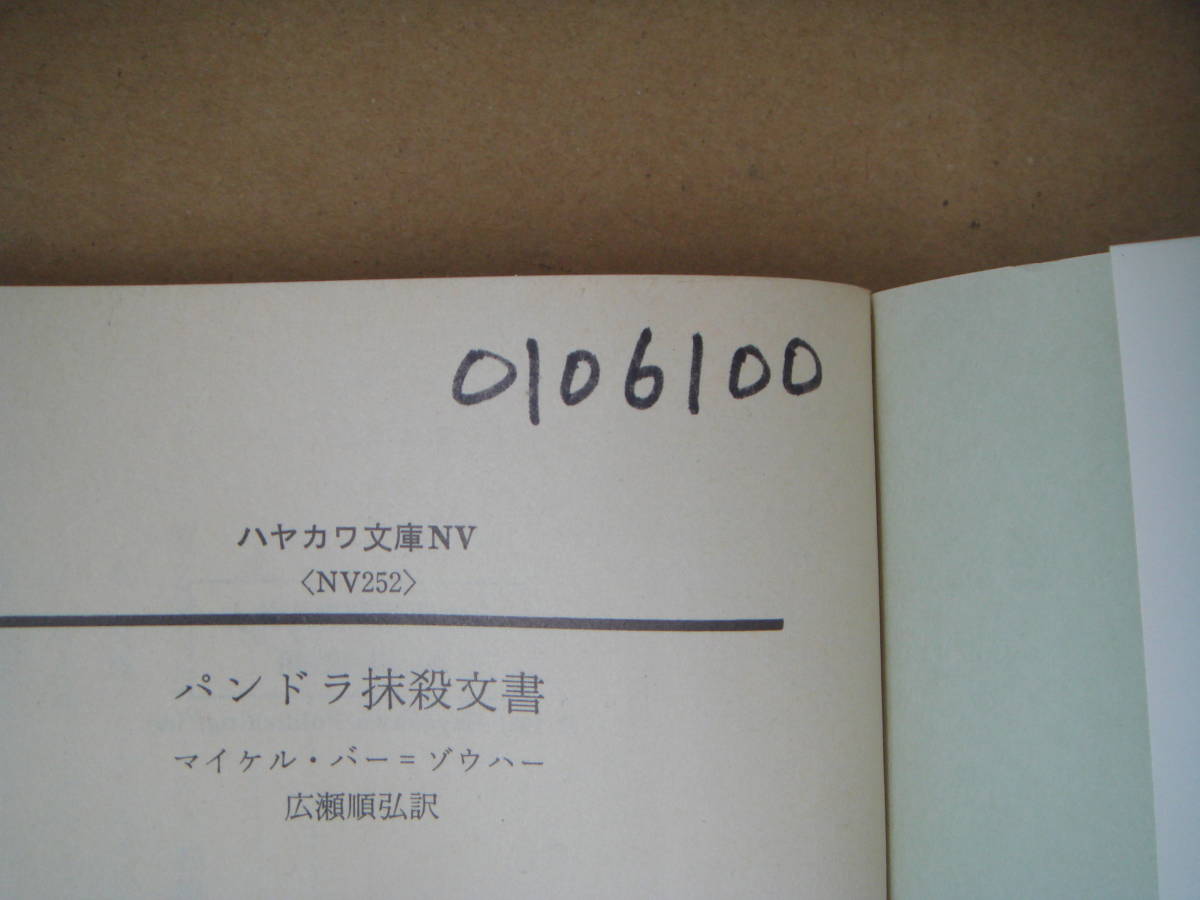 0106100
ハヤカワ文庫NV
〈NV252〉
パンドラ抹殺文書
マイケル・バー＝ゾウハー
広瀬順弘訳